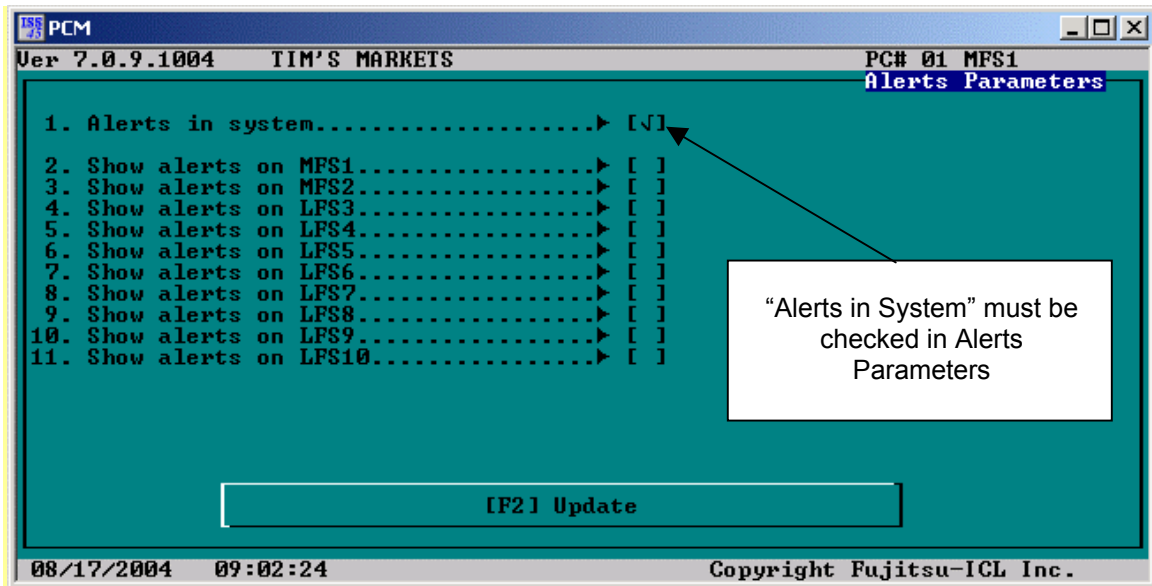 ISS 45 PCM
Ver 7.0.9.1004 TIM'S MARKETS PC# 01 MFS1
Alerts Parameters
1. Alerts in system.....................► [√]
2. Show alerts on MFS1..................► [ ]
3. Show alerts on MFS2..................► [ ]
4. Show alerts on LFS3..................► [ ]
5. Show alerts on LFS4..................► [ ]
6. Show alerts on LFS5..................► [ ]
7. Show alerts on LFS6..................► [ ]
8. Show alerts on LFS7..................► [ ]
9. Show alerts on LFS8..................► [ ]
10. Show alerts on LFS9..................► [ ]
11. Show alerts on LFS10.................► [ ]
“Alerts in System” must be
checked in Alerts
Parameters
[F2] Update
08/17/2004 09:02:24 Copyright Fujitsu-ICL Inc.